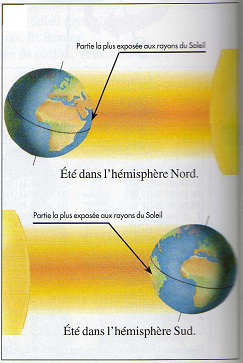 Partie la plus exposée aux rayons du Soleil
Été dans l'hémisphère Nord.
Partie la plus exposée aux rayons du Soleil
Été dans l'hémisphère Sud.